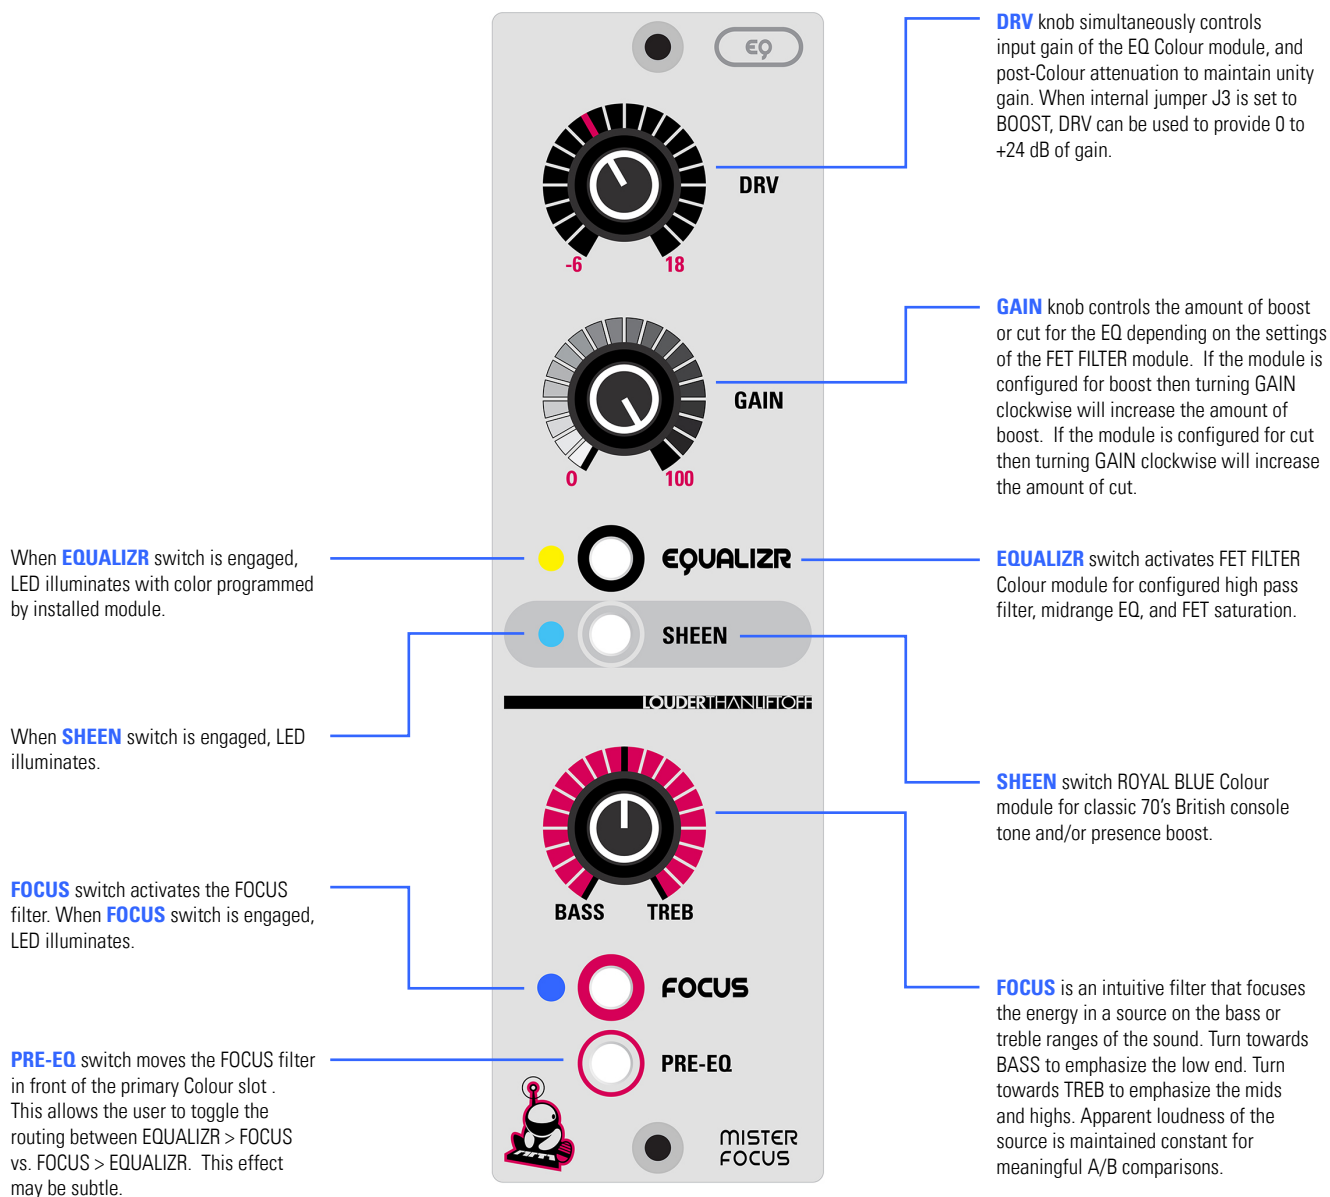 DRV knob simultaneously controls
input gain of the EQ Colour module, and
post-Colour attenuation to maintain unity
gain. When internal jumper J3 is set to
BOOST, DRV can be used to provide 0 to
+24 dB of gain.
EQ
DRV
-6
18
GAIN knob controls the amount of boost
or cut for the EQ depending on the settings
of the FET FILTER module. If the module is
configured for boost then turning GAIN
clockwise will increase the amount of
boost. If the module is configured for cut
then turning GAIN clockwise will increase
the amount of cut.
GAIN
0
100
When EQUALIZR switch is engaged,
LED illuminates with color programmed
by installed module.
EQUALIZR
EQUALIZR switch activates FET FILTER
Colour module for configured high pass
filter, midrange EQ, and FET saturation.
SHEEN
LOUDERTHANLIFTOFF
When SHEEN switch is engaged, LED
illuminates.
SHEEN switch ROYAL BLUE Colour
module for classic 70's British console
tone and/or presence boost.
BASS
TREB
FOCUS switch activates the FOCUS
filter. When FOCUS switch is engaged,
LED illuminates.
FOCUS
FOCUS is an intuitive filter that focuses
the energy in a source on the bass or
treble ranges of the sound. Turn towards
BASS to emphasize the low end. Turn
towards TREB to emphasize the mids
and highs. Apparent loudness of the
source is maintained constant for
meaningful A/B comparisons.
PRE-EQ
PRE-EQ switch moves the FOCUS filter
in front of the primary Colour slot .
This allows the user to toggle the
routing between EQUALIZR > FOCUS
vs. FOCUS > EQUALIZR. This effect
may be subtle.
MISTER
FOCUS